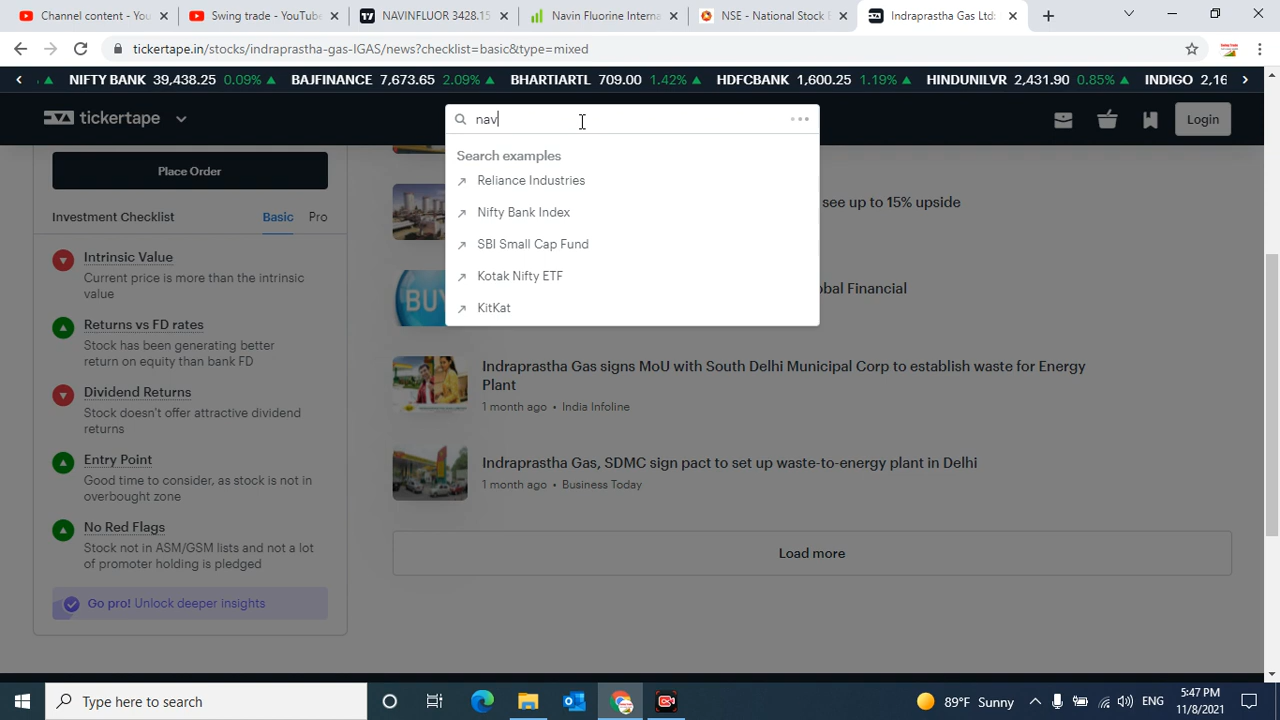 Channel content - You
Swing trade - YouTube
NAVINFLUOR 3428.15
Navin Fluorine Interna
NSE - National Stock E
Indraprastha Gas Ltd:
tickertape.in/stocks/indraprastha-gas-IGAS/news?checklist=basic&type=mixed
NIFTY BANK 39,438.25 0.09% BAJFINANCE 7,673.65 2.09% BHARTIARTL 709.00 1.42% HDFCBANK 1,600.25 1.19% HINDUNILVR 2,431.90 0.85% INDIGO 2,16
tickertape
nav
Login
Search examples
Reliance Industries
Nifty Bank Index
SBI Small Cap Fund
Kotak Nifty ETF
KitKat
Place Order
Investment Checklist Basic Pro
Intrinsic Value
Current price is more than the intrinsic
value
Returns vs FD rates
Stock has been generating better
return on equity than bank FD
Dividend Returns
Stock doesn't offer attractive dividend
returns
Entry Point
Good time to consider, as stock is not in
overbought zone
No Red Flags
Stock not in ASM/GSM lists and not a lot
of promoter holding is pledged
Go pro! Unlock deeper insights
see up to 15% upside
BUY
obal Financial
Indraprastha Gas signs MoU with South Delhi Municipal Corp to establish waste for Energy
Plant
1 month ago • India Infoline
Indraprastha Gas, SDMC sign pact to set up waste-to-energy plant in Delhi
1 month ago • Business Today
Load more
Type here to search
89°F Sunny
ENG
5:47 PM
11/8/2021